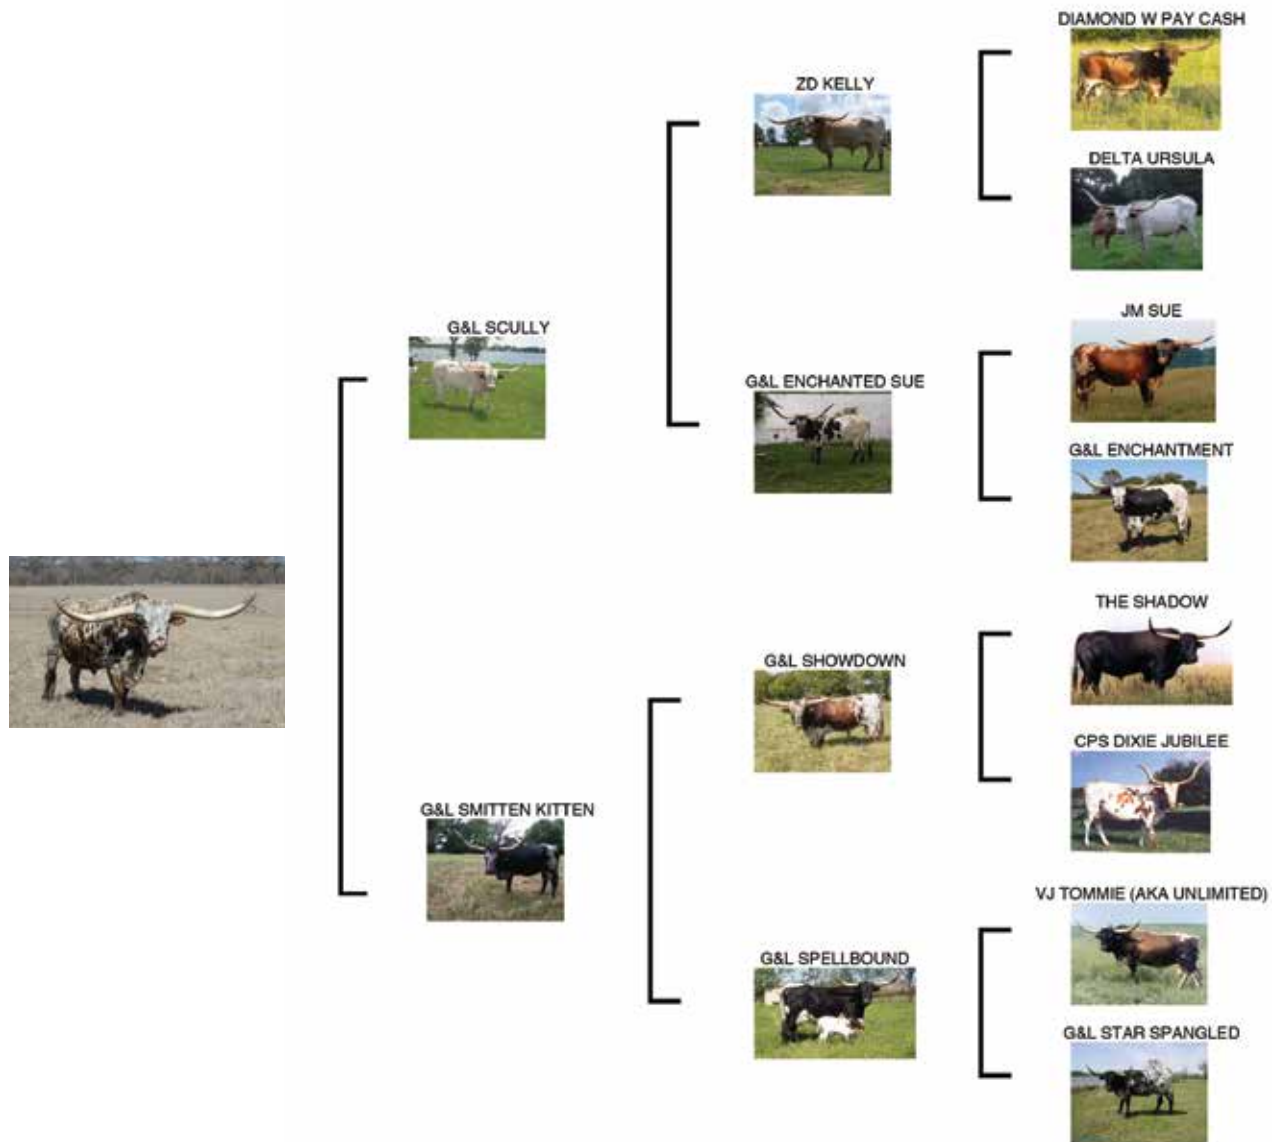 DIAMOND W PAY CASH
ZD KELLY
DELTA URSULA
G&L SCULLY
JM SUE
G&L ENCHANTED SUE
G&L ENCHANTMENT
THE SHADOW
G&L SHOWDOWN
CPS DIXIE JUBILEE
G&L SMITTEN KITTEN
VJ TOMMIE (AKA UNLIMITED)
G&L SPELLBOUND
G&L STAR SPANGLED